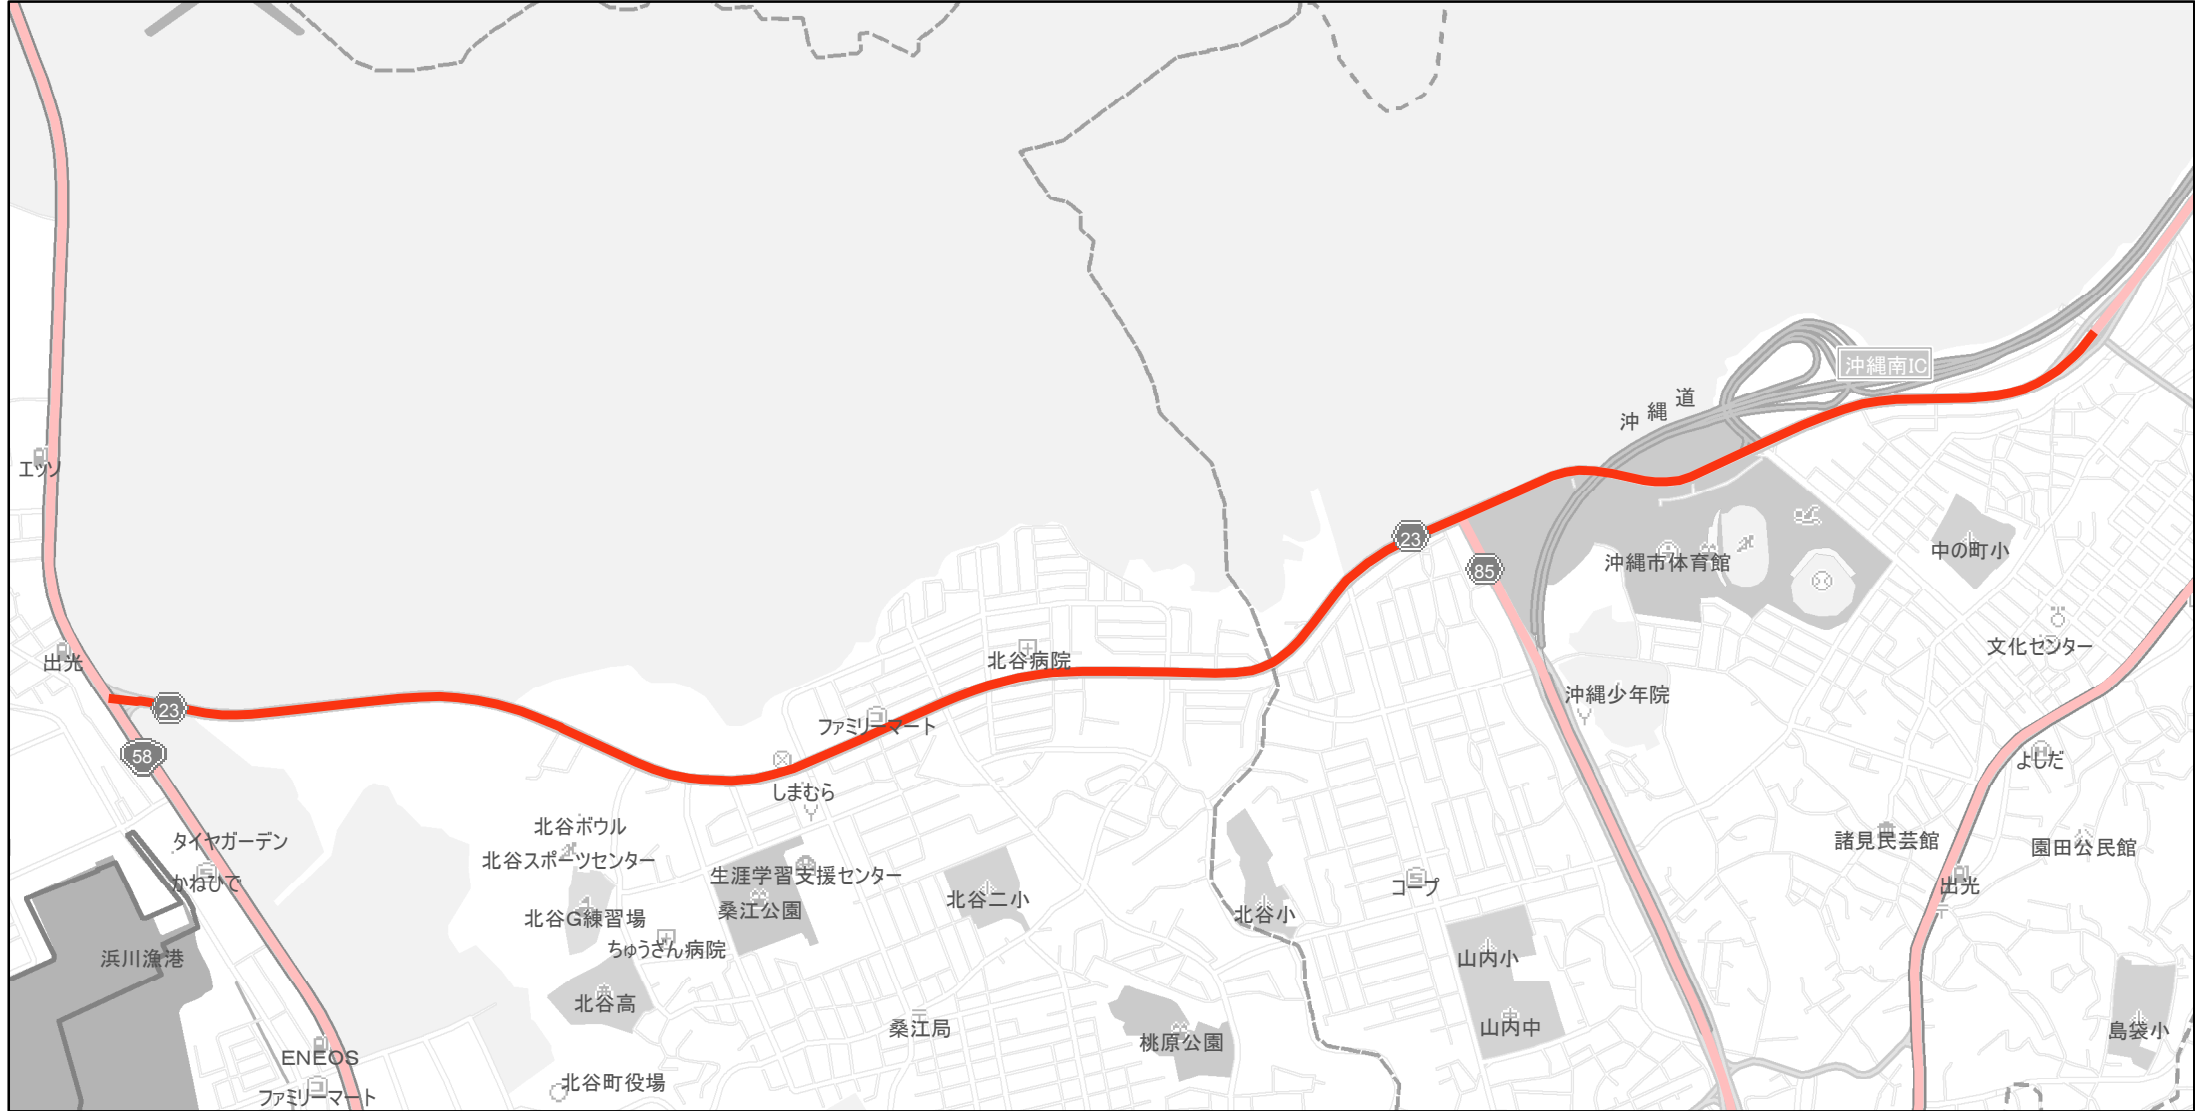 沖縄南IC
沖縄道
エッソ
23
85
沖縄市体育館
中の町小
出光
北谷病院
文化センター
23
沖縄少年院
ファミリーマート
58
よしだ
しまむら
北谷ボウル
タイヤガーデン
諸見民芸館
園田公民館
北谷スポーツセンター
生涯学習支援センター
かねひで
コープ
出光
桑江公園
北谷二小
北谷小
北谷G練習場
ちゅうざん病院
浜川漁港
山内小
北谷高
桑江局
山内中
島袋小
桃原公園
ENEOS
北谷町役場
ファミリーマート